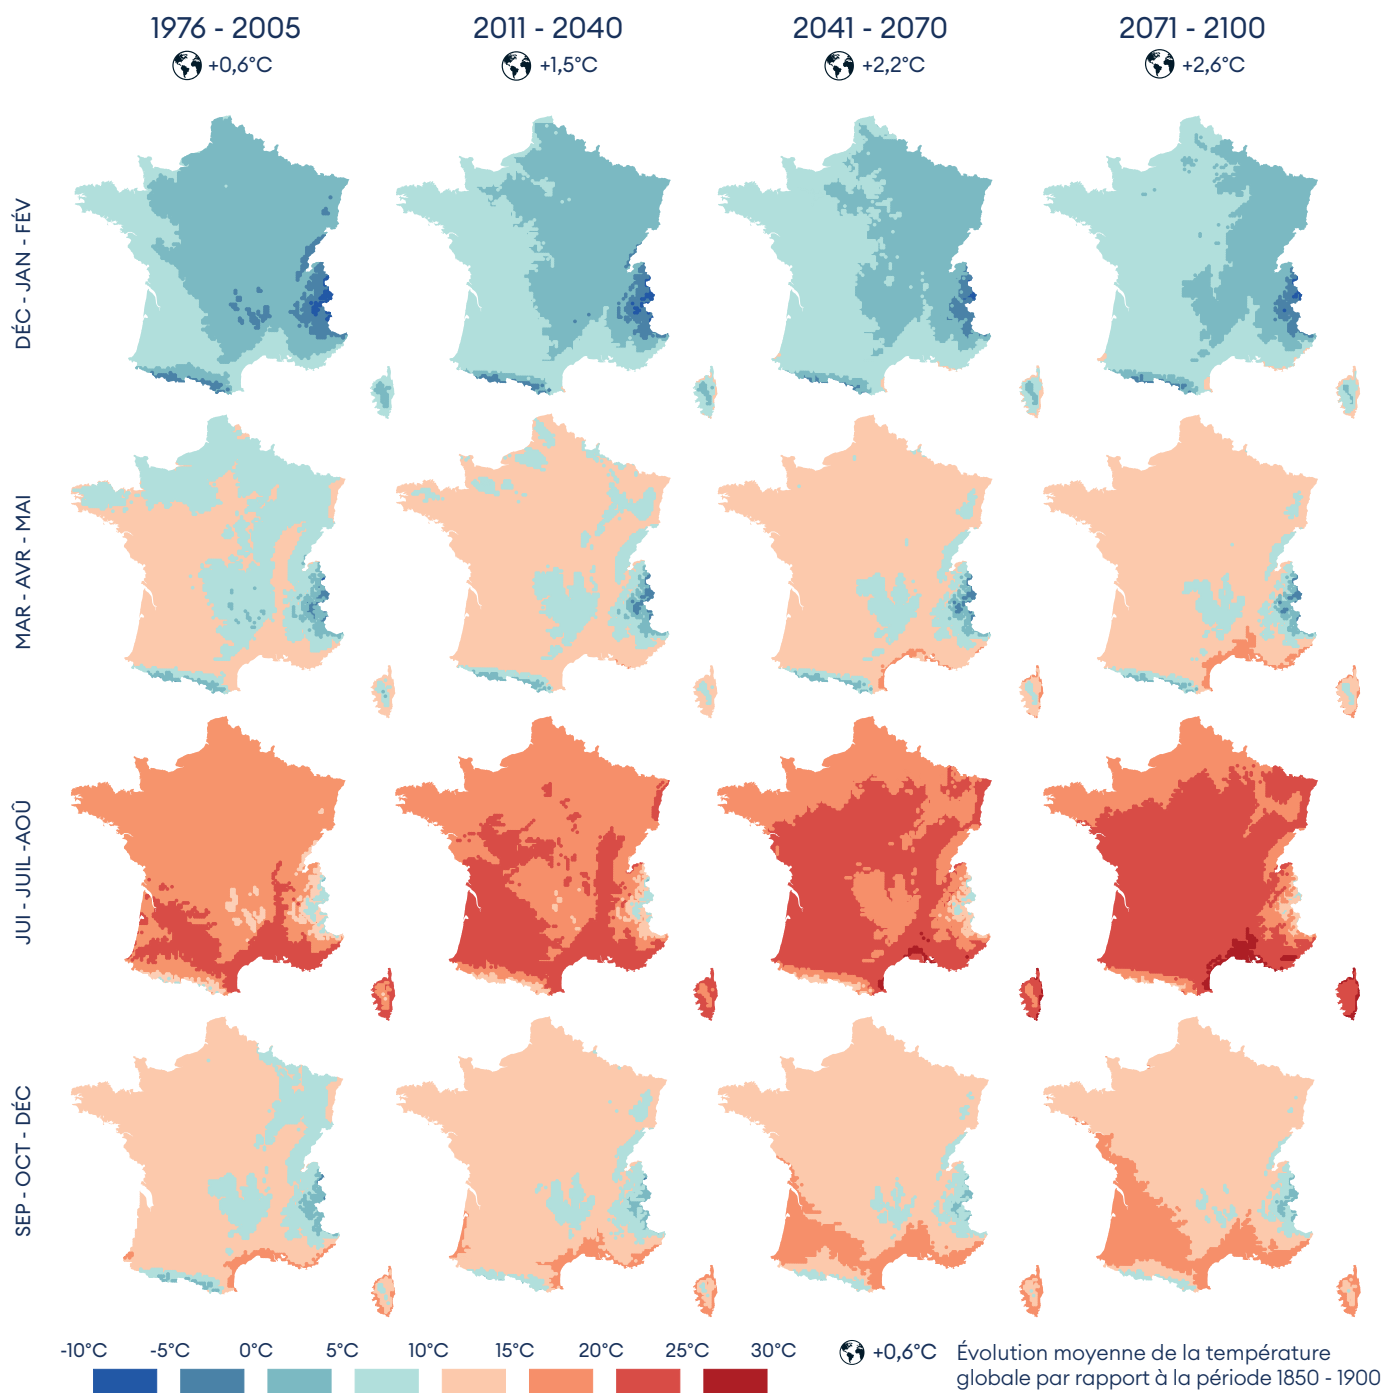 1976 - 2005
2011 - 2040
2041 - 2070
2071 - 2100
+0,6°C
+1,5°C
+2,2°C
+2,6°C
DÉC - JAN - FÉV
MAR - AVR - MAI
JUI - JUIL -AOÛ
SEP - OCT - DÉC
-10°C -5°C 0°C 5°C 10°C 15°C 20°C 25°C 30°C
+0,6°C
Évolution moyenne de la température
globale par rapport à la période 1850 - 1900